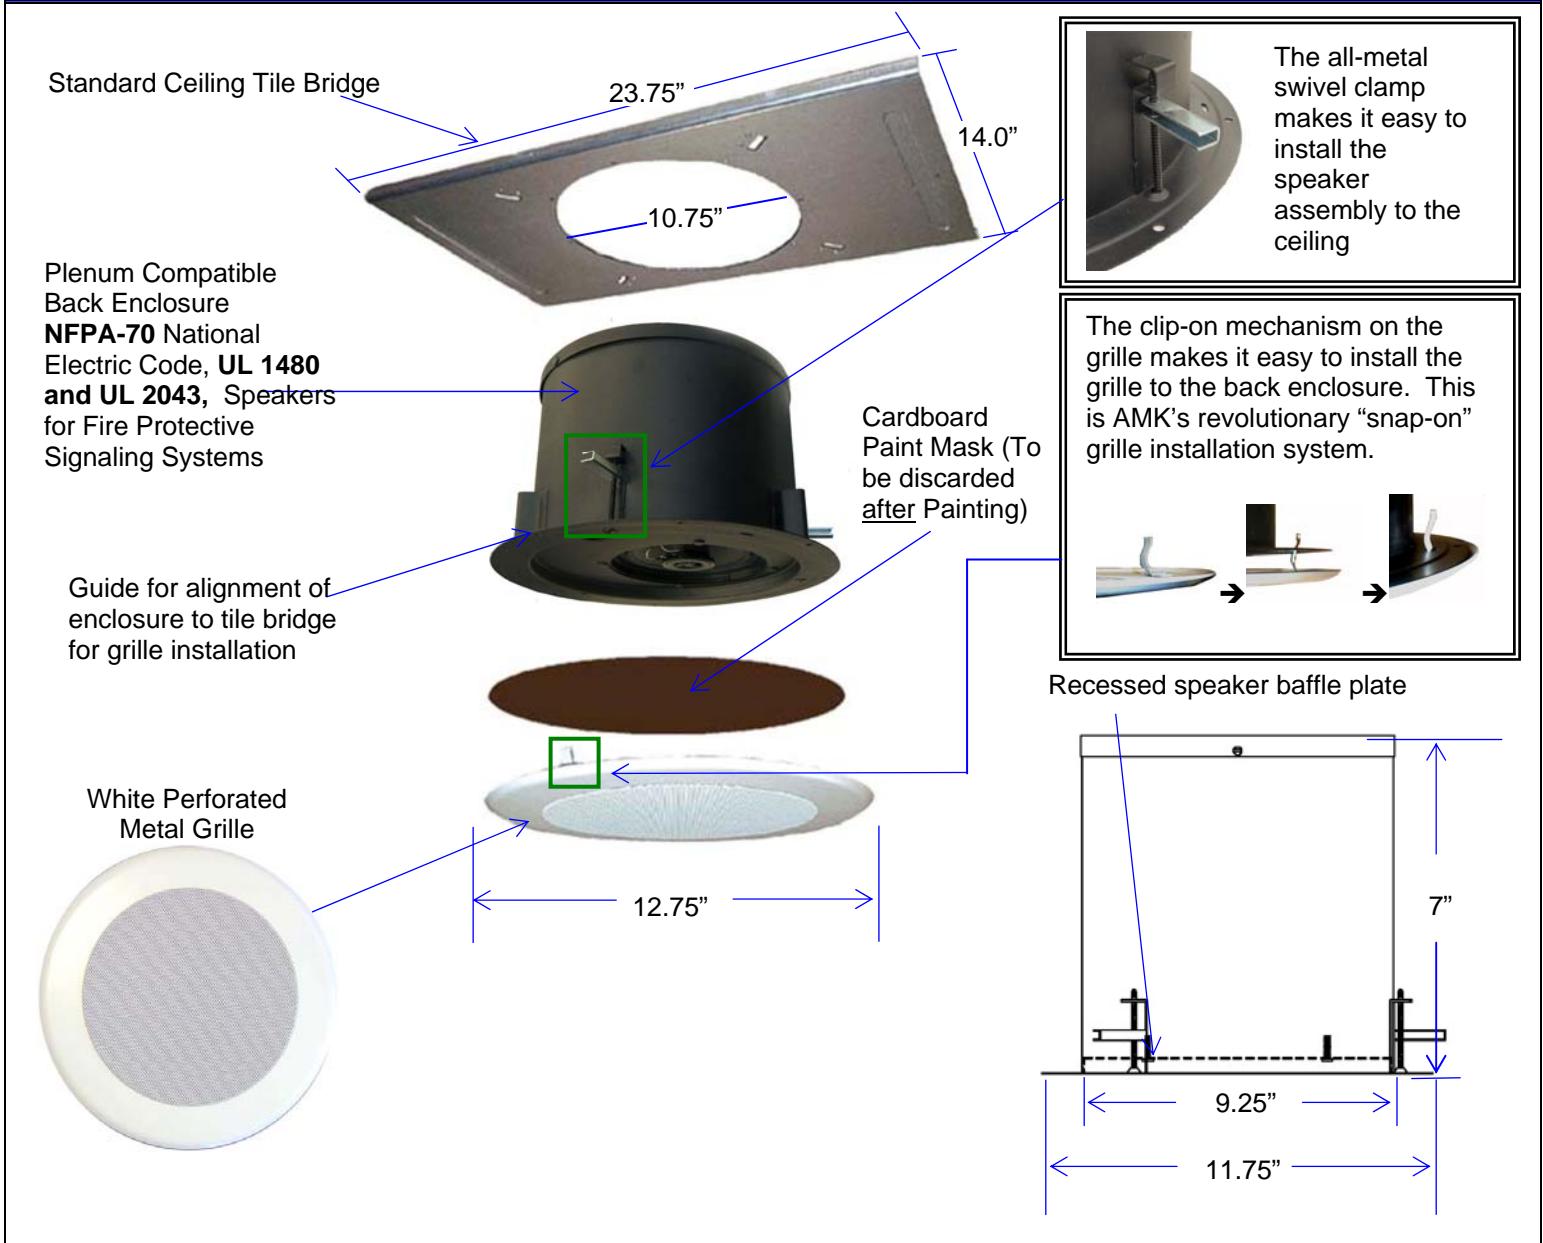 Standard Ceiling Tile Bridge
23.75”
14.0”
10.75”
The all-metal
swivel clamp
makes it easy to
install the
speaker
assembly to the
ceiling
Plenum Compatible
Back Enclosure
NFPA-70 National
Electric Code, UL 1480
and UL 2043, Speakers
for Fire Protective
Signaling Systems
The clip-on mechanism on the
grille makes it easy to install the
grille to the back enclosure. This
is AMK’s revolutionary “snap-on”
grille installation system.
Cardboard
Paint Mask (To
be discarded
after Painting)
Guide for alignment of
enclosure to tile bridge
for grille installation
Recessed speaker baffle plate
White Perforated
Metal Grille
12.75”
7”
9.25”
11.75”